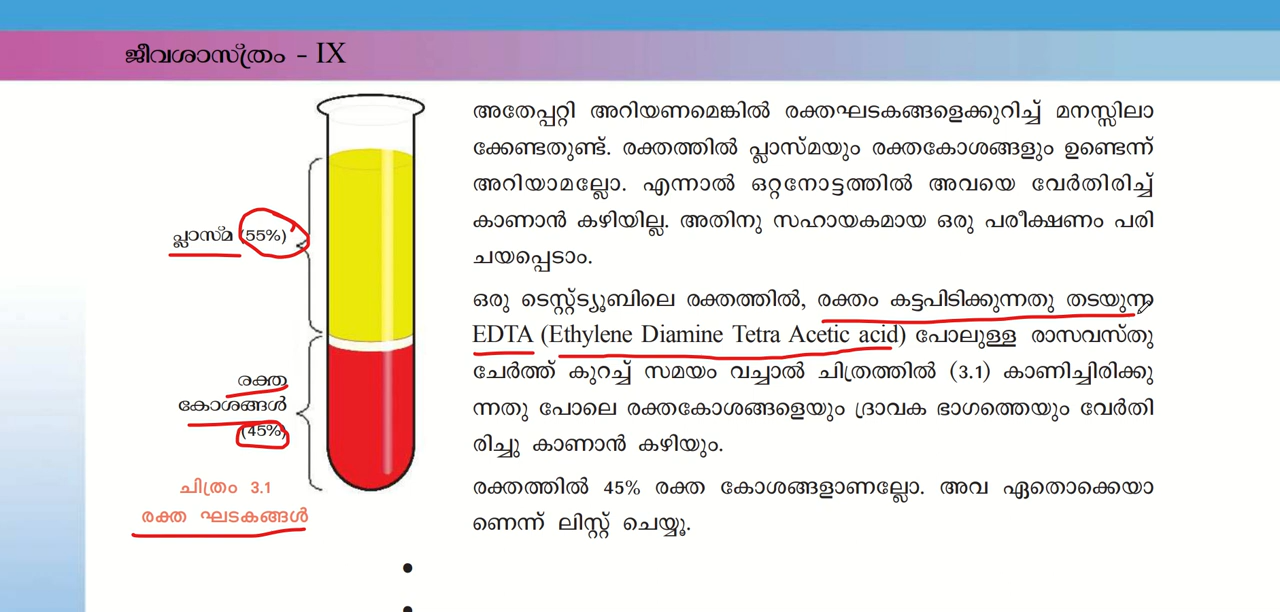 ജീവശാസ്ത്രം - IX
അതേപ്പറ്റി അറിയണമെങ്കിൽ രക്തഘടകങ്ങളെക്കുറിച്ച് മനസ്സിലാ
ക്കേണ്ടതുണ്ട്. രക്തത്തിൽ പ്ലാസ്മയും രക്തകോശങ്ങളും ഉണ്ടെന്ന്
അറിയാമല്ലോ. എന്നാൽ ഒറ്റനോട്ടത്തിൽ അവയെ വേർതിരിച്ച്
കാണാൻ കഴിയില്ല. അതിനു സഹായകമായ ഒരു പരീക്ഷണം പരി
ചയപ്പെടാം.
ഒരു ടെസ്റ്റ്ട്യൂബിലെ രക്തത്തിൽ, രക്തം കട്ടപിടിക്കുന്നതു തടയുന്ന
EDTA (Ethylene Diamine Tetra Acetic acid) പോലുള്ള രാസവസ്തു
ചേർത്ത് കുറച്ച് സമയം വച്ചാൽ ചിത്രത്തിൽ (3.1) കാണിച്ചിരിക്കു
ന്നതു പോലെ രക്തകോശങ്ങളെയും ദ്രാവക ഭാഗത്തെയും വേർതി
രിച്ചു കാണാൻ കഴിയും.
രക്തത്തിൽ 45% രക്ത കോശങ്ങളാണല്ലോ. അവ ഏതൊക്കെയാ
ണെന്ന് ലിസ്റ്റ് ചെയ്യൂ.
പ്ലാസ്മ (55%)
രക്ത
കോശങ്ങൾ
(45%)
ചിത്രം 3.1
രക്ത ഘടകങ്ങൾ